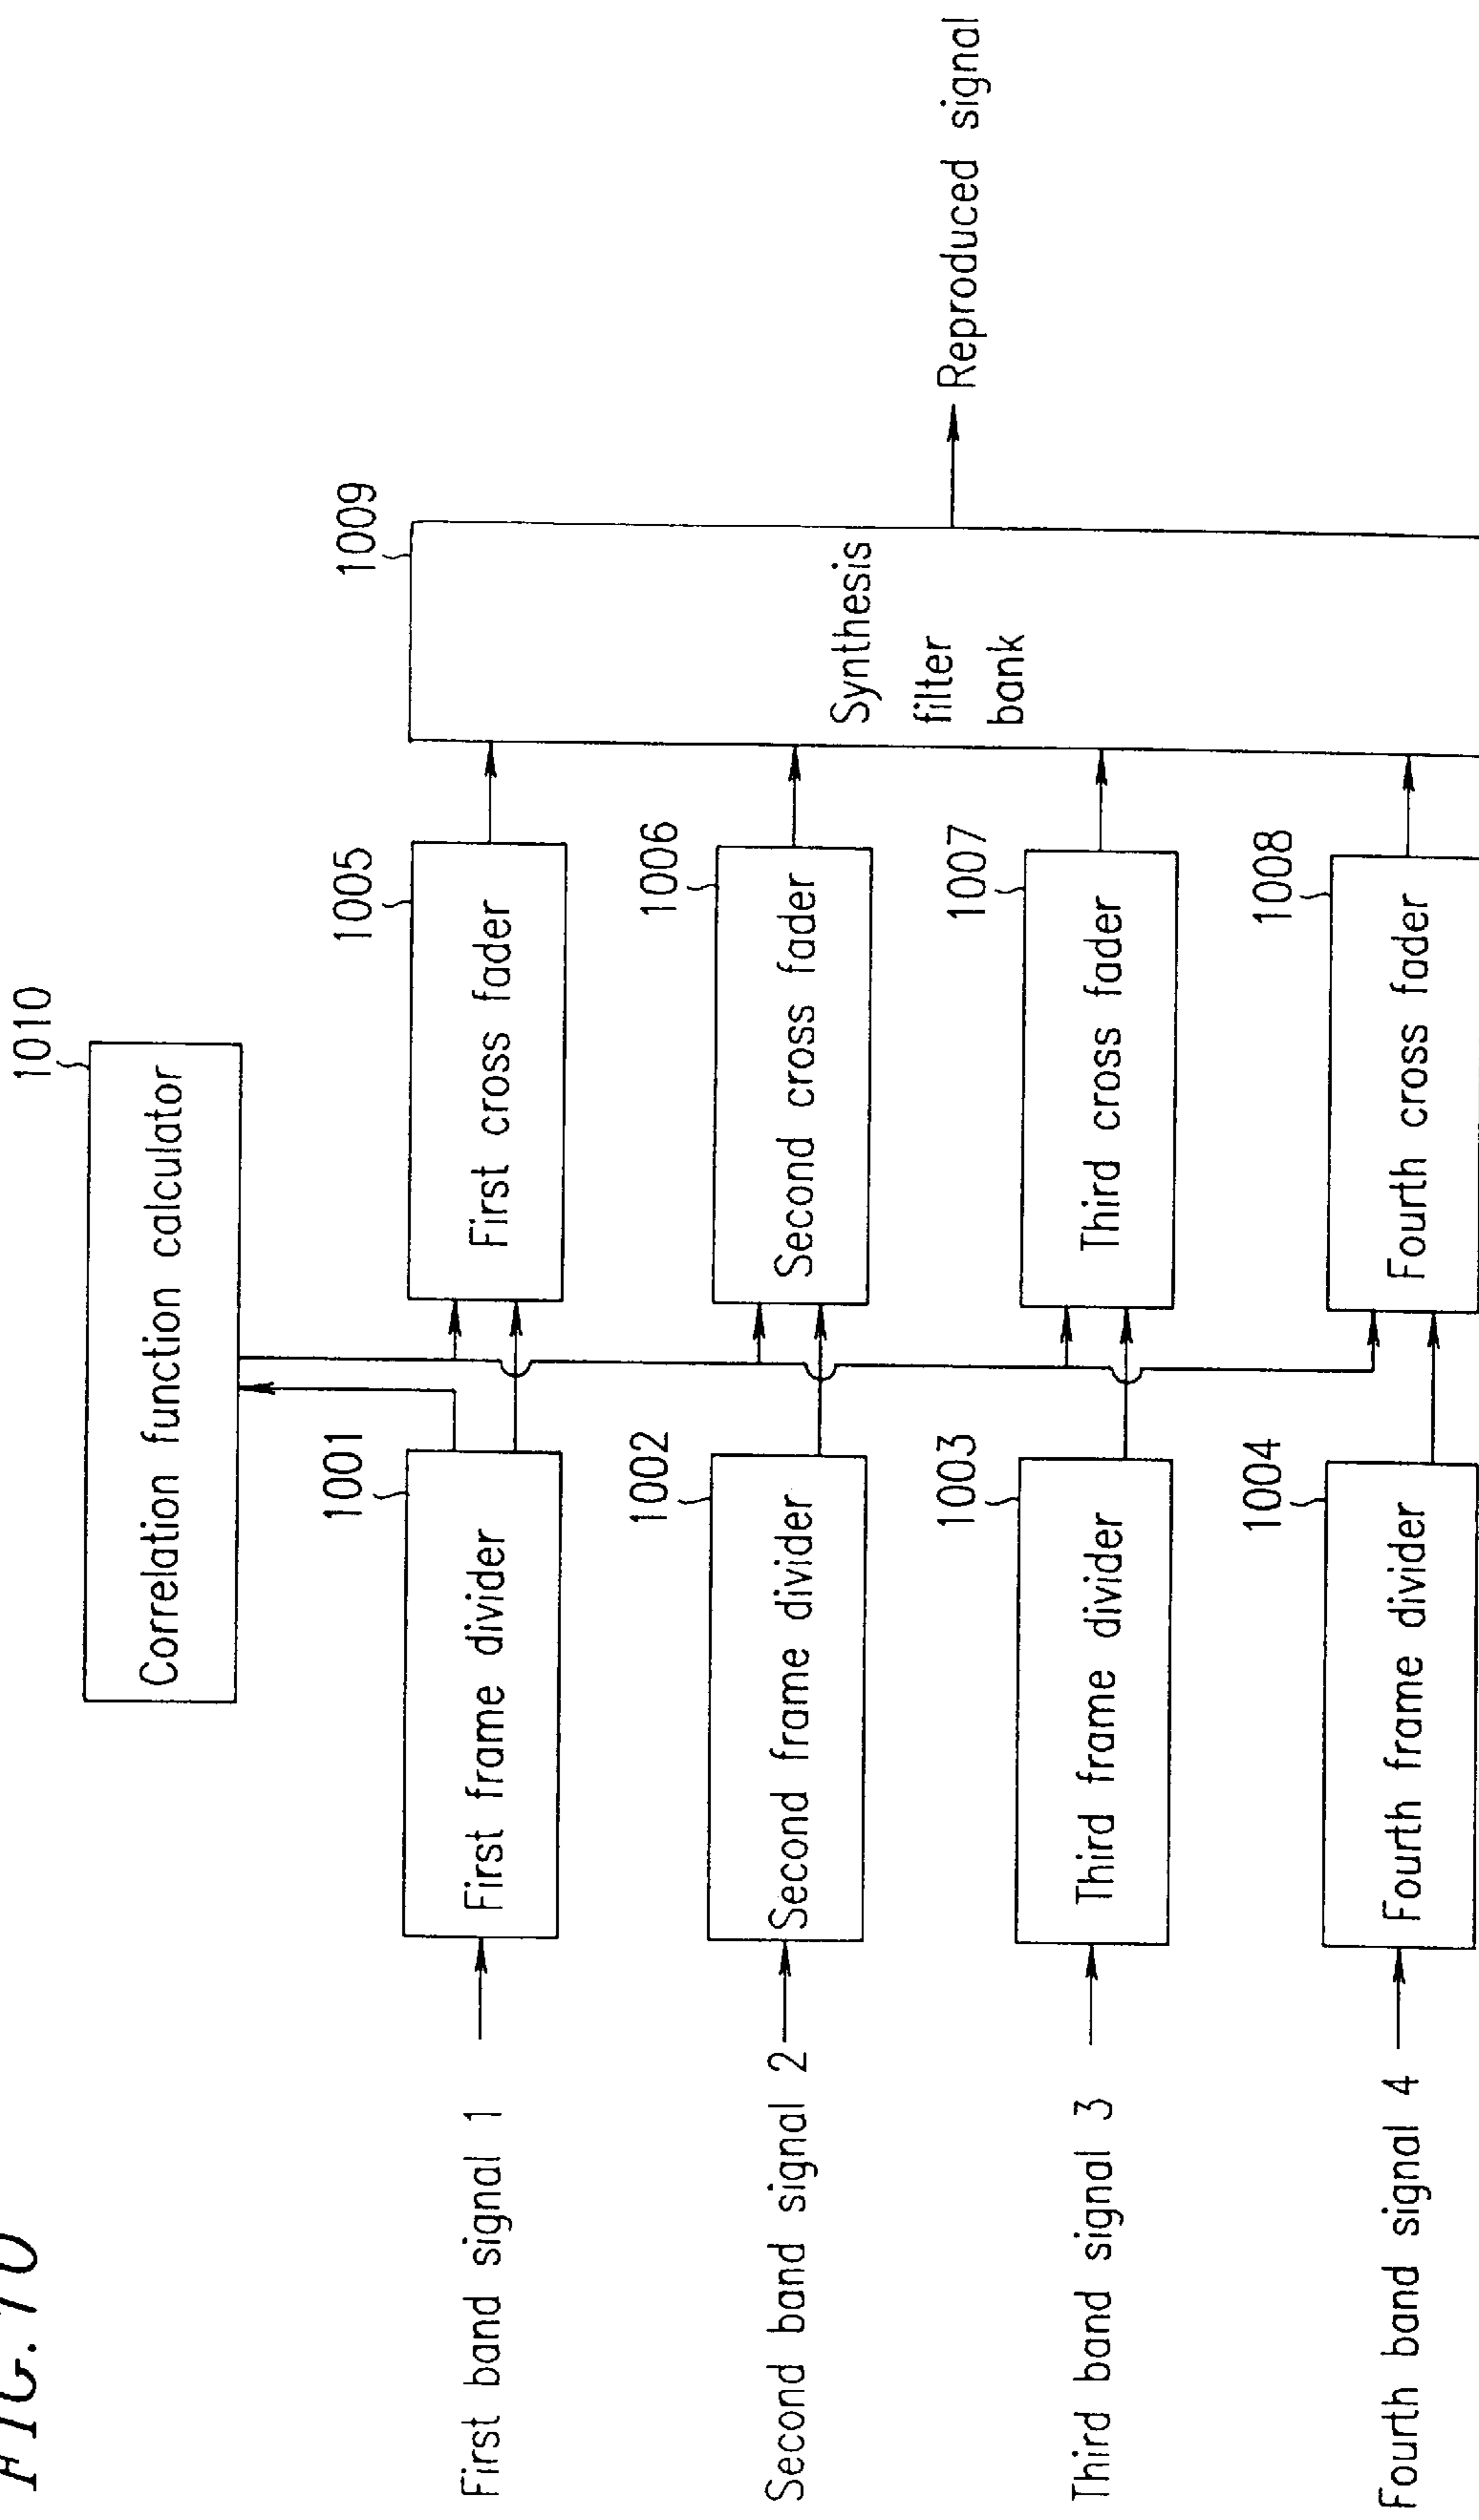 FIG. 10
1010
Correlation function calculator
1001
1005
1009
First band signal 1
First frame divider
First cross fader
1002
1006
Second band signal 2
Second frame divider
Second cross fader
Synthesis
filter
bank
Reproduced signal
1003
1007
Third band signal 3
Third frame divider
Third cross fader
1004
1008
Fourth band signal 4
Fourth frame divider
Fourth cross fader